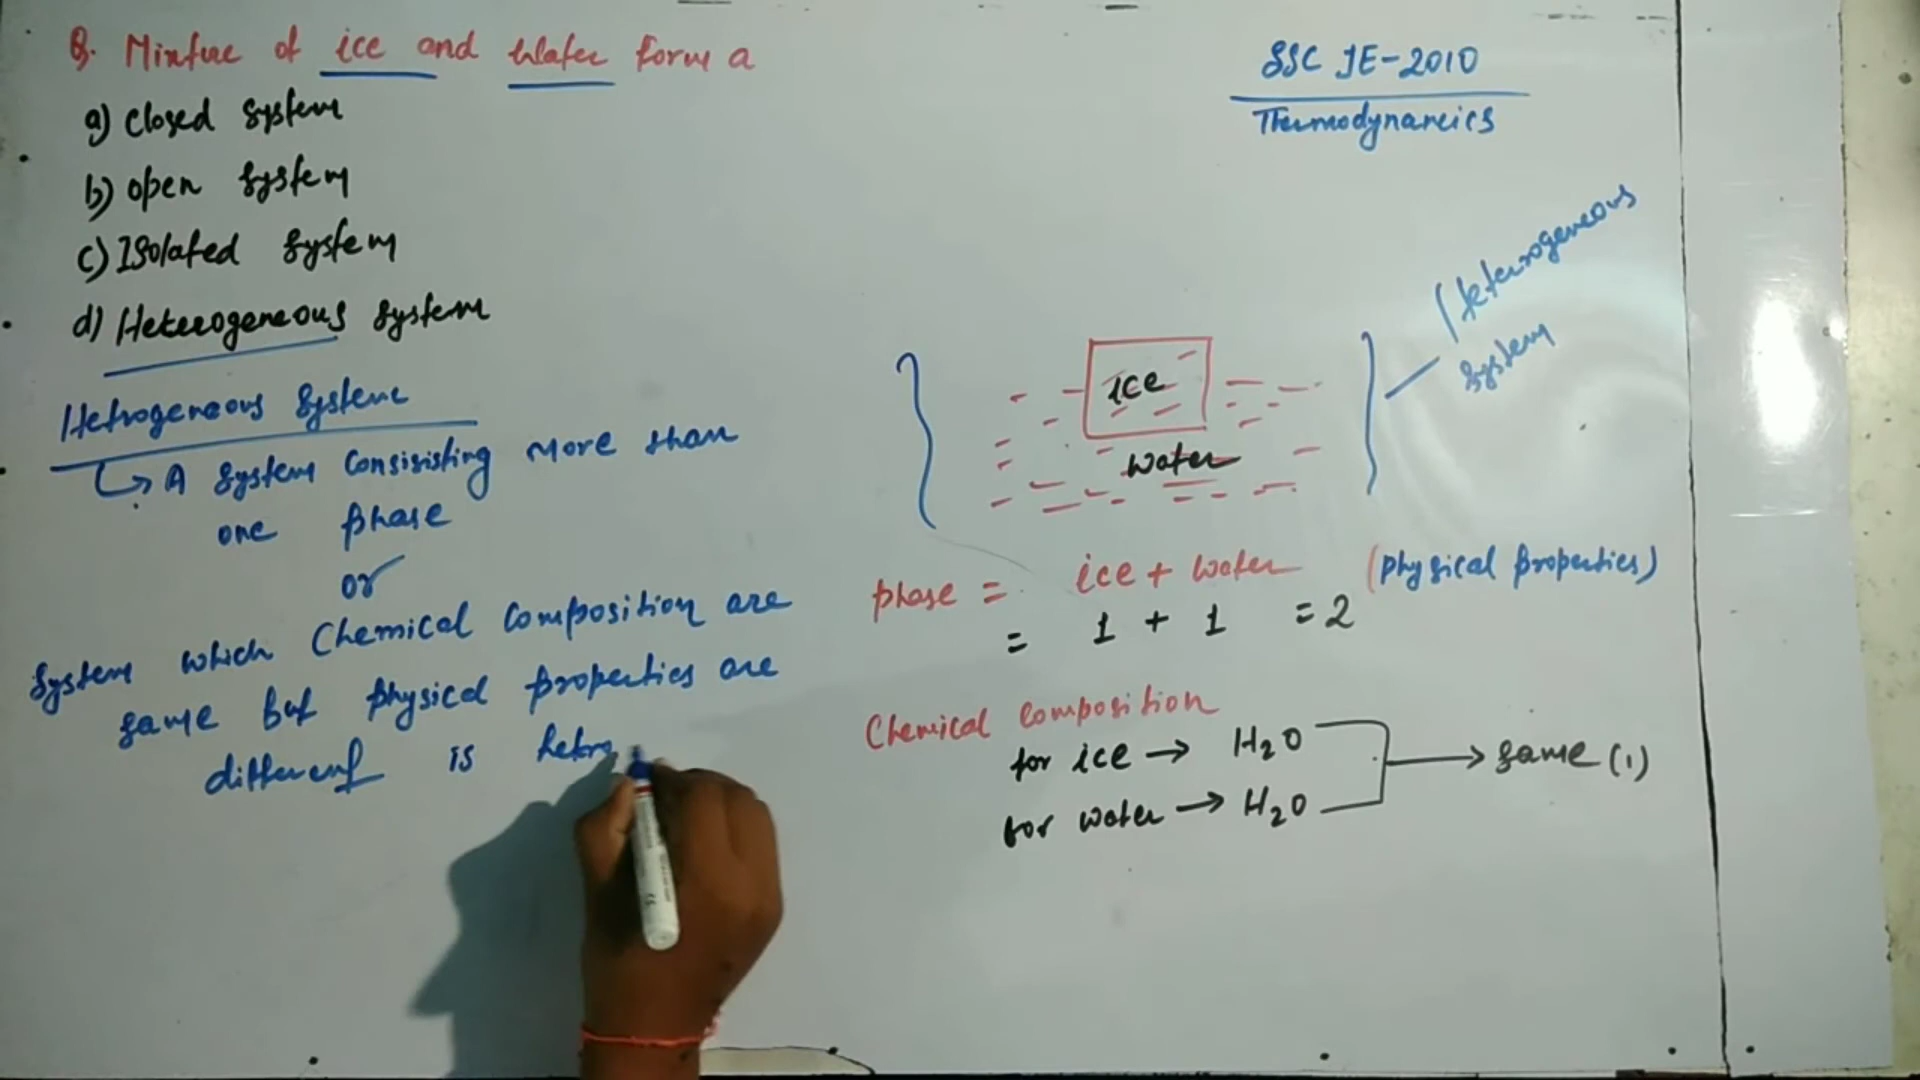 Q. Mixture of ice and water form a
a) Closed system
b) open system
c) Isolated system
d) Heterogeneous system
Hetrogeneous system
↳ A system Consisisting more than
one phase
or
System which Chemical composition are
same but physical properties are
different is hetro
SSC JE-2010
Thermodynamics
ice
water
Heterogeneous
system
phase = ice + water (physical properties)
= 1 + 1 = 2
Chemical composition
for ice → H2O
for water → H2O
→ same (1)